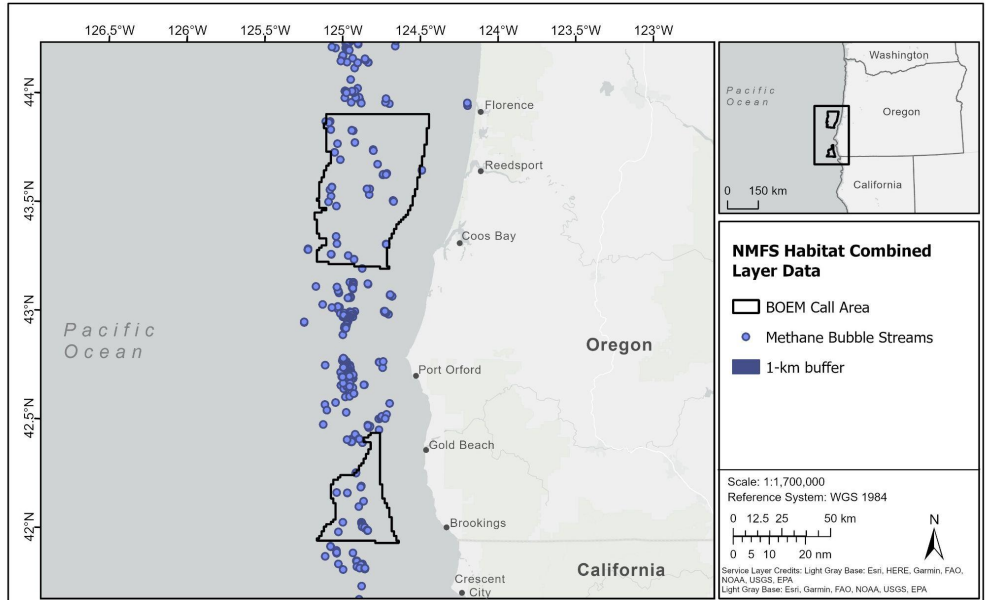 126,5°W 126°W 125,5°W 125°W 124,5°W 124°W 123,5°W 123°W
44°N
43,5°N
43°N
42,5°N
42°N
Florence
Reedsport
Coos Bay
Pacific
Ocean
Oregon
Port Orford
Gold Beach
Brookings
California
Crescent
City
Washington
Pacific
Ocean
Oregon
California
0 150 km
NMFS Habitat Combined
Layer Data
BOEM Call Area
Methane Bubble Streams
1-km buffer
Scale: 1:1,700,000
Reference System: WGS 1984
0 12.5 25 50 km
0 5 10 20 nm
N
Service Layer Credits: Light Gray Base: Esri, HERE, Garmin, FAO,
NOAA, USGS, EPA
Light Gray Base: Esri, Garmin, FAO, NOAA, USGS, EPA